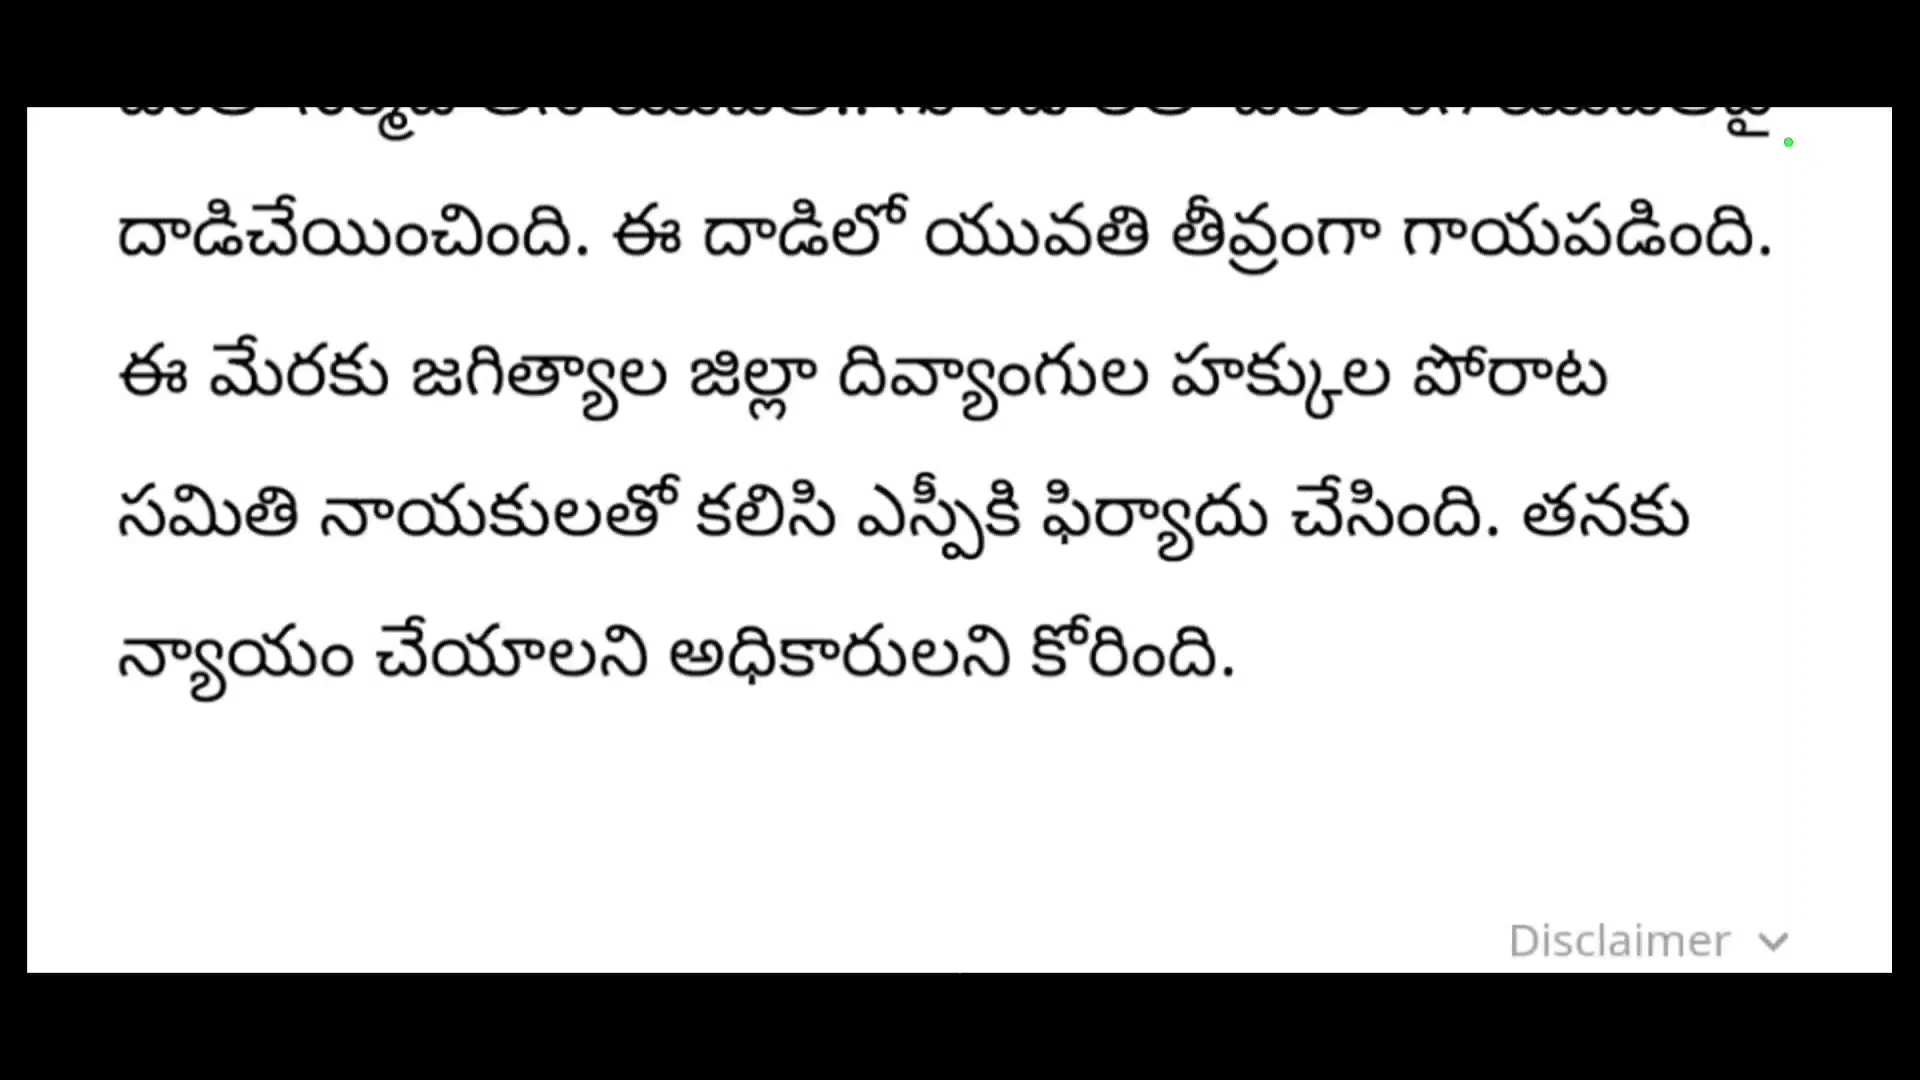 దాడిచేయించింది. ఈ దాడిలో యువతి తీవ్రంగా గాయపడింది.
ఈ మేరకు జగిత్యాల జిల్లా దివ్యాంగుల హక్కుల పోరాట
సమితి నాయకులతో కలిసి ఎస్పీకి ఫిర్యాదు చేసింది. తనకు
న్యాయం చేయాలని అధికారులని కోరింది.
Disclaimer